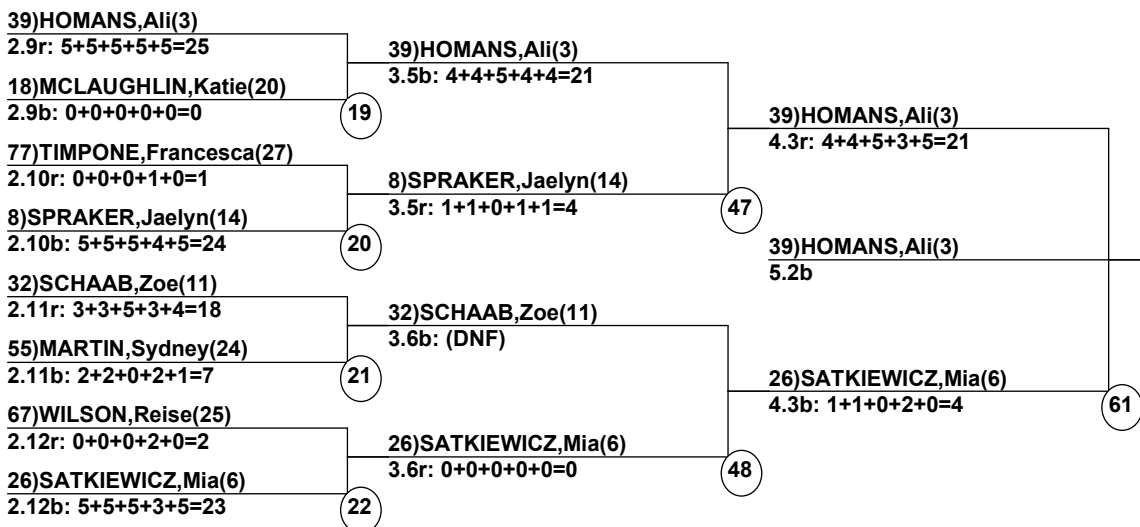 39)HOMANS,Ali(3)
2.9r: 5+5+5+5+5=25
18)MCLAUGHLIN,Katie(20)
2.9b: 0+0+0+0+0=0
19
77)TIMPONE,Francesca(27)
2.10r: 0+0+0+1+0=1
8)SPRAKER,Jaelyn(14)
2.10b: 5+5+5+4+5=24
20
32)SCHAAB,Zoe(11)
2.11r: 3+3+5+3+4=18
55)MARTIN,Sydney(24)
2.11b: 2+2+0+2+1=7
21
67)WILSON,Reise(25)
2.12r: 0+0+0+2+0=2
26)SATKIEWICZ,Mia(6)
2.12b: 5+5+5+3+5=23
22
39)HOMANS,Ali(3)
3.5b: 4+4+5+4+4=21
8)SPRAKER,Jaelyn(14)
3.5r: 1+1+0+1+1=4
47
32)SCHAAB,Zoe(11)
3.6b: (DNF)
26)SATKIEWICZ,Mia(6)
3.6r: 0+0+0+0+0=0
48
39)HOMANS,Ali(3)
4.3r: 4+4+5+3+5=21
26)SATKIEWICZ,Mia(6)
4.3b: 1+1+0+2+0=4
61
39)HOMANS,Ali(3)
5.2b